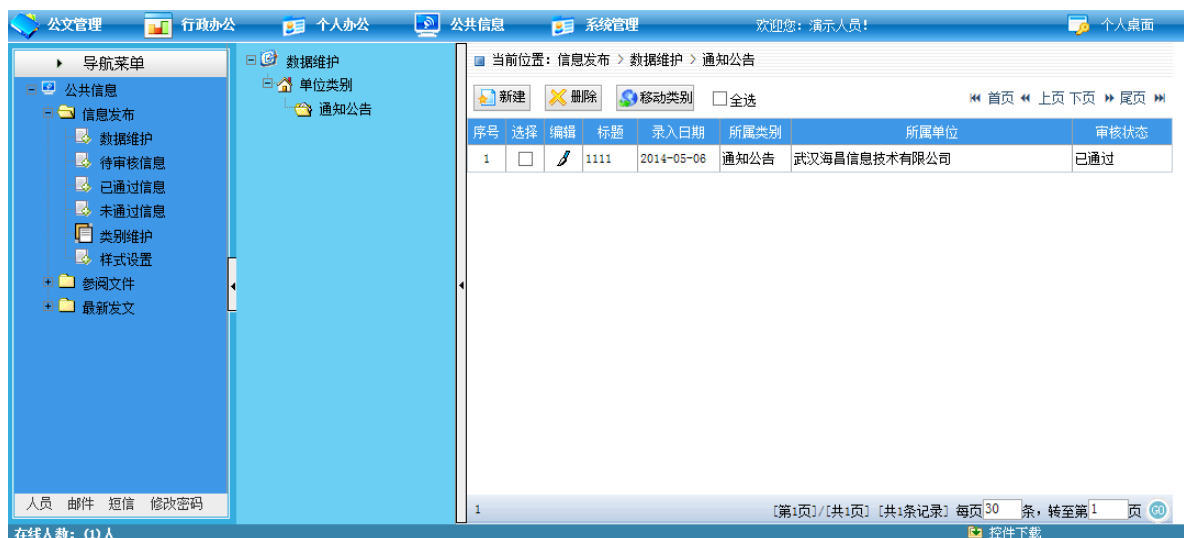 公文管理 行政办公 个人办公 公共信息 系统管理 欢迎您：演示人员! 个人桌面
导航菜单
公共信息
信息发布
数据维护
待审核信息
已通过信息
未通过信息
类别维护
样式设置
参阅文件
最新发文
人员 邮件 短信 修改密码
数据维护
单位类别
通知公告
当前位置：信息发布 > 数据维护 > 通知公告
新建 删除 移动类别 全选 首页 上页 下页 尾页
序号 选择 编辑 标题 录入日期 所属类别 所属单位 审核状态
1 1111 2014-05-06 通知公告 武汉海昌信息技术有限公司 已通过
1 [第1页]/[共1页] [共1条记录] 每页 30 条，转至第 1 页 GO
在线人数：(1)人 控件下载